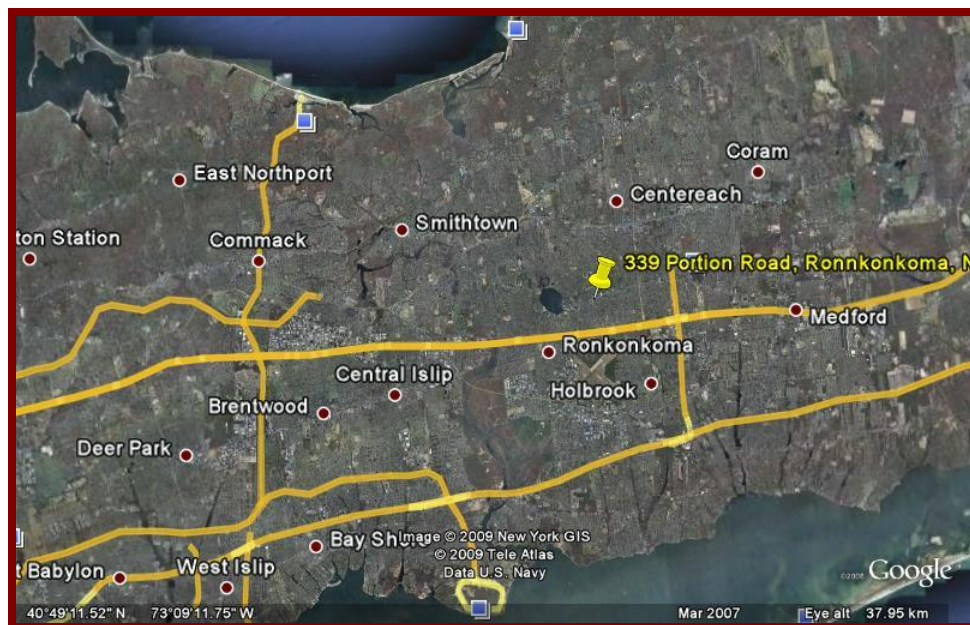 Coram
East Northport
Centereach
Smithtown
ton Station
Commack
339 Portion Road, Ronnkonkoma, N
Medford
Ronkonkoma
Central Islip
Holbrook
Brentwood
Deer Park
Bay Sho
Image © 2009 New York GIS
© 2009 Tele Atlas
Data U.S. Navy
t Babylon
West Islip
Google
40°49'11.52" N 73°09'11.75" W Mar 2007 Eye alt 37.95 km